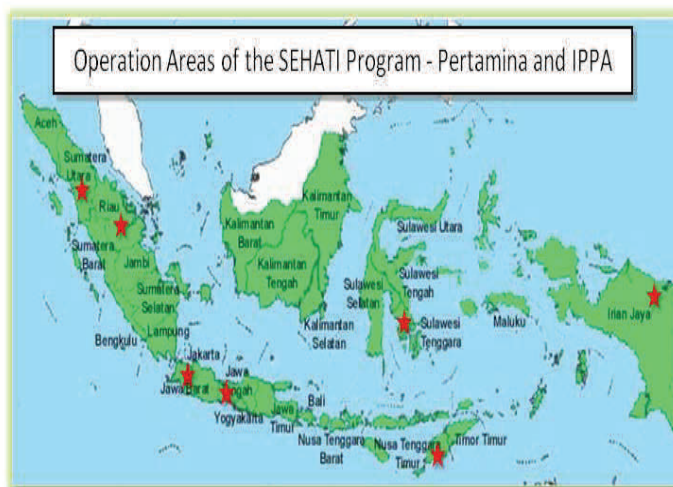 Operation Areas of the SEHATI Program - Pertamina and IPPA
Aceh
Sumatera
Utara
Riau
Sumatera
Barat
Jambi
Sumatera
Selatan
Bengkulu
Lampung
Jakarta
Jawa Barat
Jawa
Tengah
Yogyakarta
Jawa
Timur
Bali
Nusa Tenggara
Barat
Nusa Tenggara
Timur
Timor Timur
Kalimantan
Barat
Kalimantan
Tengah
Kalimantan
Timur
Kalimantan
Selatan
Sulawesi Utara
Sulawesi
Tengah
Sulawesi
Selatan
Sulawesi
Tenggara
Maluku
Irian Jaya